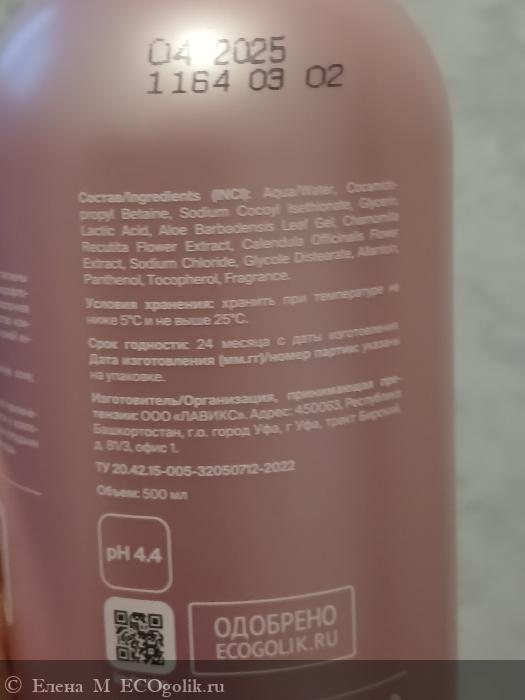 04 2025
1164 03 02
Состав/Ingredients (INCI): Aqua/Water, Cocamido-
propyl Betaine, Sodium Cocoyl Isethionate, Glycerin,
Lactic Acid, Aloe Barbadensis Leaf Gel, Chamomilla
Recutita Flower Extract, Calendula Officinalis Flower
Extract, Sodium Chloride, Glycole Distearate, Allantoin,
Panthenol, Tocopherol, Fragrance.
Условия хранения: хранить при температуре не
ниже 5°C и не выше 25°C.
Срок годности: 24 месяца с даты изготовления.
Дата изготовления (мм.гг)/номер партии: указаны
на упаковке.
Изготовитель/Организация, принимающая пре-
тензии: ООО «ЛАВИКС». Адрес: 450063, Республика
Башкортостан, г.о. город Уфа, г Уфа, тракт Бирский,
д. 81/3, офис 1.
ТУ 20.42.15-005-32050712-2022
Объем: 500 мл
pH 4.4
ОДОБРЕНО
ECOGOLIK.RU
© Елена М ECOgolik.ru